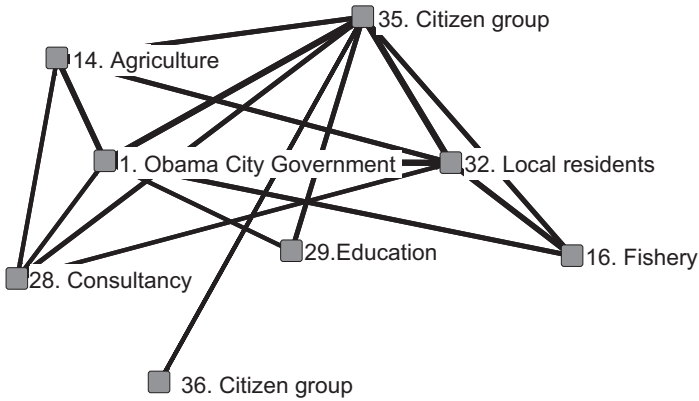 35. Citizen group
14. Agriculture
1. Obama City Government
32. Local residents
29.Education
16. Fishery
28. Consultancy
36. Citizen group